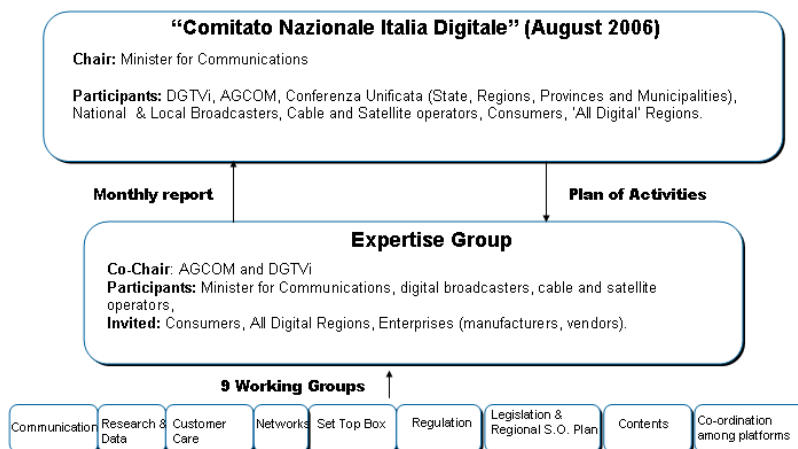 “Comitato Nazionale Italia Digitale” (August 2006)
Chair: Minister for Communications
Participants: DGTVi, AGCOM, Conferenza Unificata (State, Regions, Provinces and Municipalities),
National & Local Broadcasters, Cable and Satellite operators, Consumers, 'All Digital' Regions.
Monthly report
Plan of Activities
Expertise Group
Co-Chair: AGCOM and DGTVi
Participants: Minister for Communications, digital broadcasters, cable and satellite
operators,
Invited: Consumers, All Digital Regions, Enterprises (manufacturers, vendors).
9 Working Groups
Communication
Research &
Data
Customer
Care
Networks
Set Top Box
Regulation
Legislation &
Regional S.O. Plan
Contents
Co-ordination
among platforms